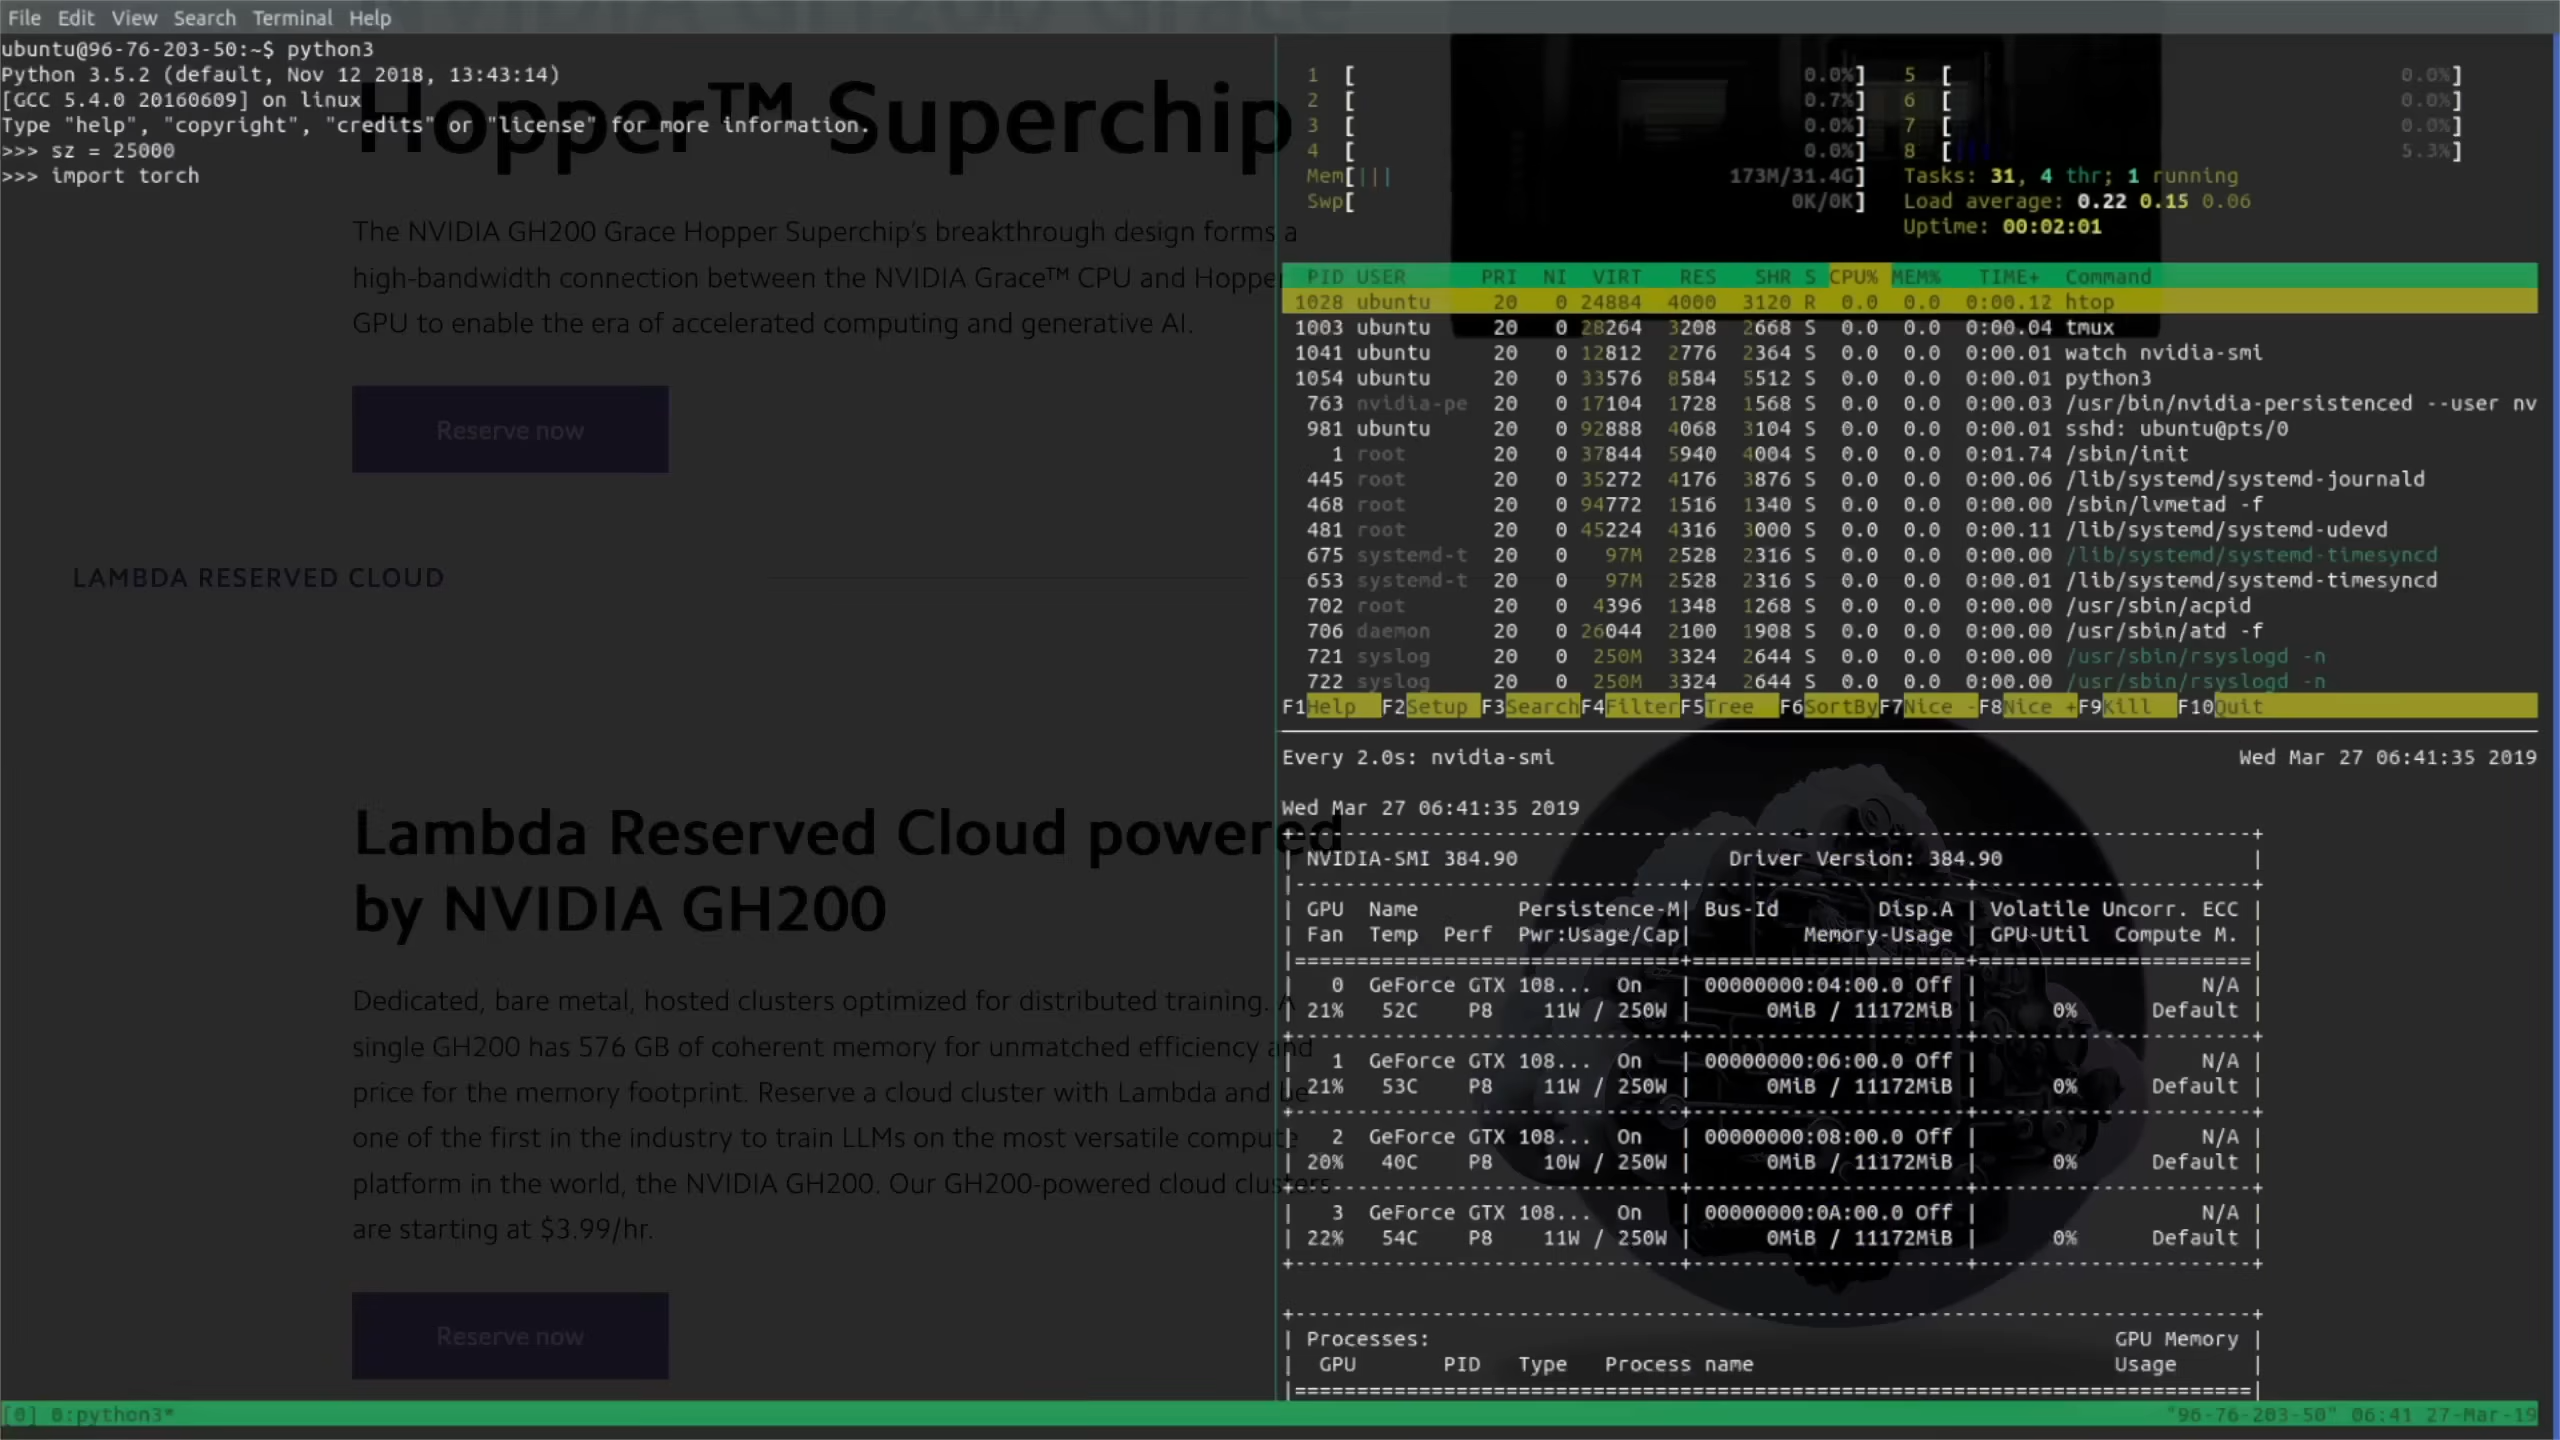 File Edit View Search Terminal Help
ubuntu@96-76-203-50:~$ python3
Python 3.5.2 (default, Nov 12 2018, 13:43:14)
[GCC 5.4.0 20160609] on linux
Type "help", "copyright", "credits" or "license" for more information.
>>> sz = 25000
>>> import torch
Hopper™ Superchip
The NVIDIA GH200 Grace Hopper Superchip's breakthrough design forms a
high-bandwidth connection between the NVIDIA Grace™ CPU and Hopper
GPU to enable the era of accelerated computing and generative AI.
Reserve now
LAMBDA RESERVED CLOUD
Lambda Reserved Cloud powered
by NVIDIA GH200
Dedicated, bare metal, hosted clusters optimized for distributed training. A
single GH200 has 576 GB of coherent memory for unmatched efficiency and
price for the memory footprint. Reserve a cloud cluster with Lambda and be
one of the first in the industry to train LLMs on the most versatile compute
platform in the world, the NVIDIA GH200. Our GH200-powered cloud clusters
are starting at $3.99/hr.
Reserve now
1 [ 0.0%] 5 [ 0.0%]
2 [ 0.7%] 6 [ 0.0%]
3 [ 0.0%] 7 [ 0.0%]
4 [ 0.0%] 8 [||| 5.3%]
Mem[||| 173M/31.4G] Tasks: 31, 4 thr; 1 running
Swp[ 0K/0K] Load average: 0.22 0.15 0.06
Uptime: 00:02:01
PID USER PRI NI VIRT RES SHR S CPU% MEM% TIME+ Command
1028 ubuntu 20 0 24884 4000 3120 R 0.0 0.0 0:00.12 htop
1003 ubuntu 20 0 28264 3208 2668 S 0.0 0.0 0:00.04 tmux
1041 ubuntu 20 0 12812 2776 2364 S 0.0 0.0 0:00.01 watch nvidia-smi
1054 ubuntu 20 0 33576 8584 5512 S 0.0 0.0 0:00.01 python3
763 nvidia-pe 20 0 17104 1728 1568 S 0.0 0.0 0:00.03 /usr/bin/nvidia-persistenced --user nv
981 ubuntu 20 0 92888 4068 3104 S 0.0 0.0 0:00.01 sshd: ubuntu@pts/0
1 root 20 0 37844 5940 4004 S 0.0 0.0 0:01.74 /sbin/init
445 root 20 0 35272 4176 3876 S 0.0 0.0 0:00.06 /lib/systemd/systemd-journald
468 root 20 0 94772 1516 1340 S 0.0 0.0 0:00.00 /sbin/lvmetad -f
481 root 20 0 45224 4316 3000 S 0.0 0.0 0:00.11 /lib/systemd/systemd-udevd
675 systemd-t 20 0 97M 2528 2316 S 0.0 0.0 0:00.00 /lib/systemd/systemd-timesyncd
653 systemd-t 20 0 97M 2528 2316 S 0.0 0.0 0:00.01 /lib/systemd/systemd-timesyncd
702 root 20 0 4396 1348 1268 S 0.0 0.0 0:00.00 /usr/sbin/acpid
706 daemon 20 0 26044 2100 1908 S 0.0 0.0 0:00.00 /usr/sbin/atd -f
721 syslog 20 0 250M 3324 2644 S 0.0 0.0 0:00.00 /usr/sbin/rsyslogd -n
722 syslog 20 0 250M 3324 2644 S 0.0 0.0 0:00.00 /usr/sbin/rsyslogd -n
F1Help F2Setup F3SearchF4FilterF5Tree F6SortByF7Nice -F8Nice +F9Kill F10Quit
Every 2.0s: nvidia-smi Wed Mar 27 06:41:35 2019
Wed Mar 27 06:41:35 2019
NVIDIA-SMI 384.90 Driver Version: 384.90
GPU Name Persistence-M| Bus-Id Disp.A | Volatile Uncorr. ECC |
Fan Temp Perf Pwr:Usage/Cap| Memory-Usage | GPU-Util Compute M. |
0 GeForce GTX 108... On | 00000000:04:00.0 Off | N/A |
21% 52C P8 11W / 250W | 0MiB / 11172MiB | 0% Default |
1 GeForce GTX 108... On | 00000000:06:00.0 Off | N/A |
21% 53C P8 11W / 250W | 0MiB / 11172MiB | 0% Default |
2 GeForce GTX 108... On | 00000000:08:00.0 Off | N/A |
20% 40C P8 10W / 250W | 0MiB / 11172MiB | 0% Default |
3 GeForce GTX 108... On | 00000000:0A:00.0 Off | N/A |
22% 54C P8 11W / 250W | 0MiB / 11172MiB | 0% Default |
Processes: GPU Memory |
GPU PID Type Process name Usage |
[0] 0:python3* "96-76-203-50" 06:41 27-Mar-19